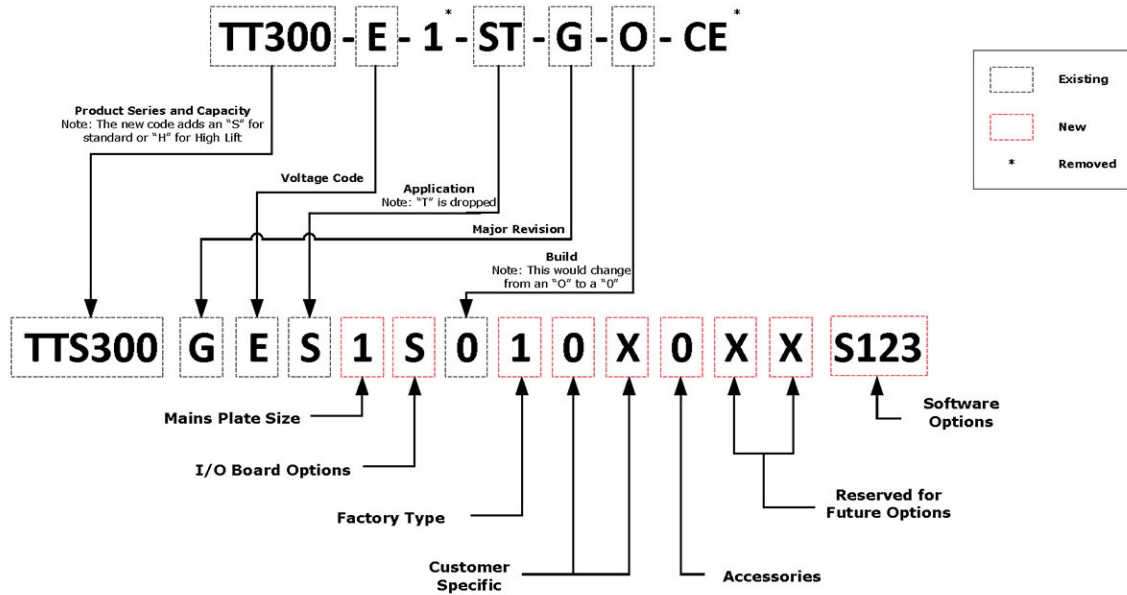 TT300 - E - 1* - ST - G - O - CE*
Existing
New
* Removed
Product Series and Capacity
Note: The new code adds an “S” for
standard or “H” for High Lift
Voltage Code
Application
Note: “T” is dropped
Major Revision
Build
Note: This would change
from an “O” to a “0”
TTS300 G E S 1 S 0 1 0 X 0 X X S123
Mains Plate Size
I/O Board Options
Factory Type
Customer
Specific
Accessories
Reserved for
Future Options
Software
Options